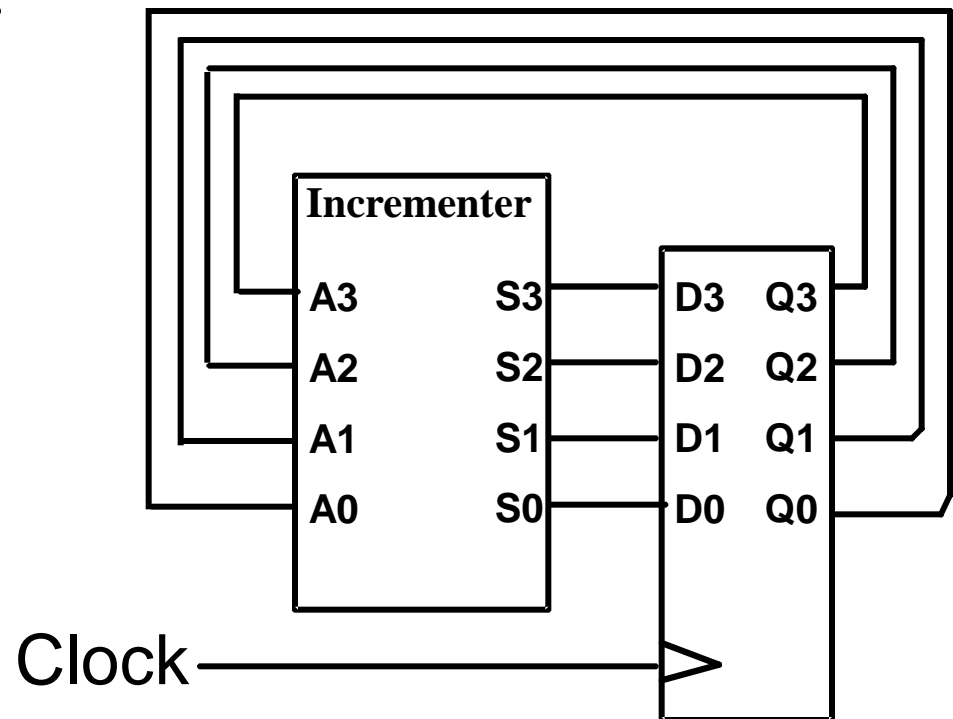 Incrementer
A3 S3 D3 Q3
A2 S2 D2 Q2
A1 S1 D1 Q1
A0 S0 D0 Q0
Clock